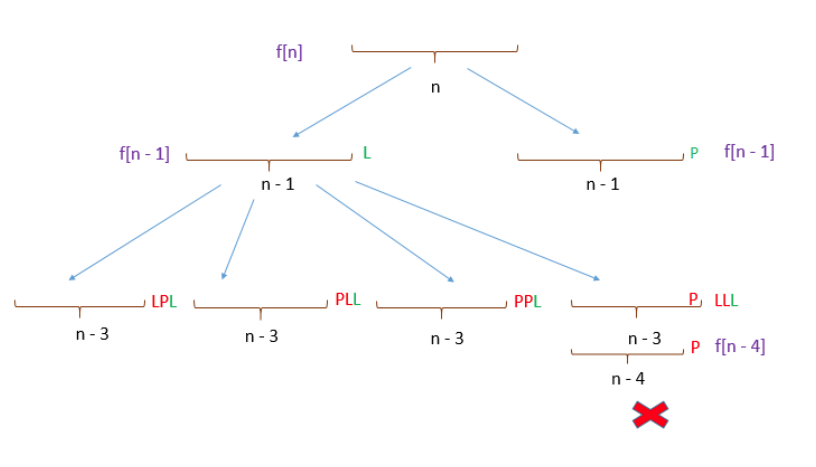 f[n]
n
f[n - 1] L P f[n - 1]
n - 1 n - 1
LPL PLL PPL P LLL
n - 3 n - 3 n - 3 n - 3
P f[n - 4]
n - 4